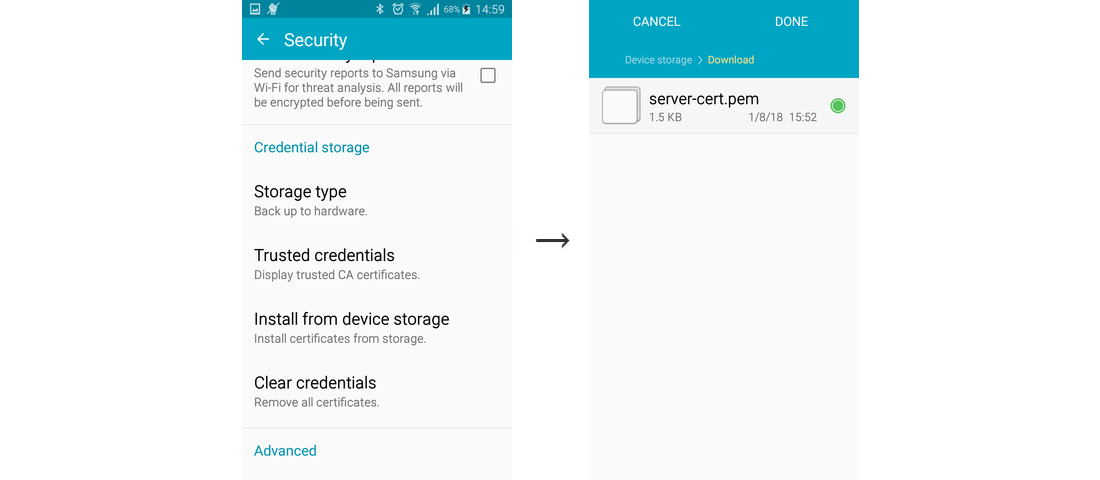 68% 14:59
Security
Send security reports to Samsung via
Wi-Fi for threat analysis. All reports will
be encrypted before being sent.
Credential storage
Storage type
Back up to hardware.
Trusted credentials
Display trusted CA certificates.
Install from device storage
Install certificates from storage.
Clear credentials
Remove all certificates.
Advanced
CANCEL DONE
Device storage > Download
server-cert.pem
1.5 KB 1/8/18 15:52